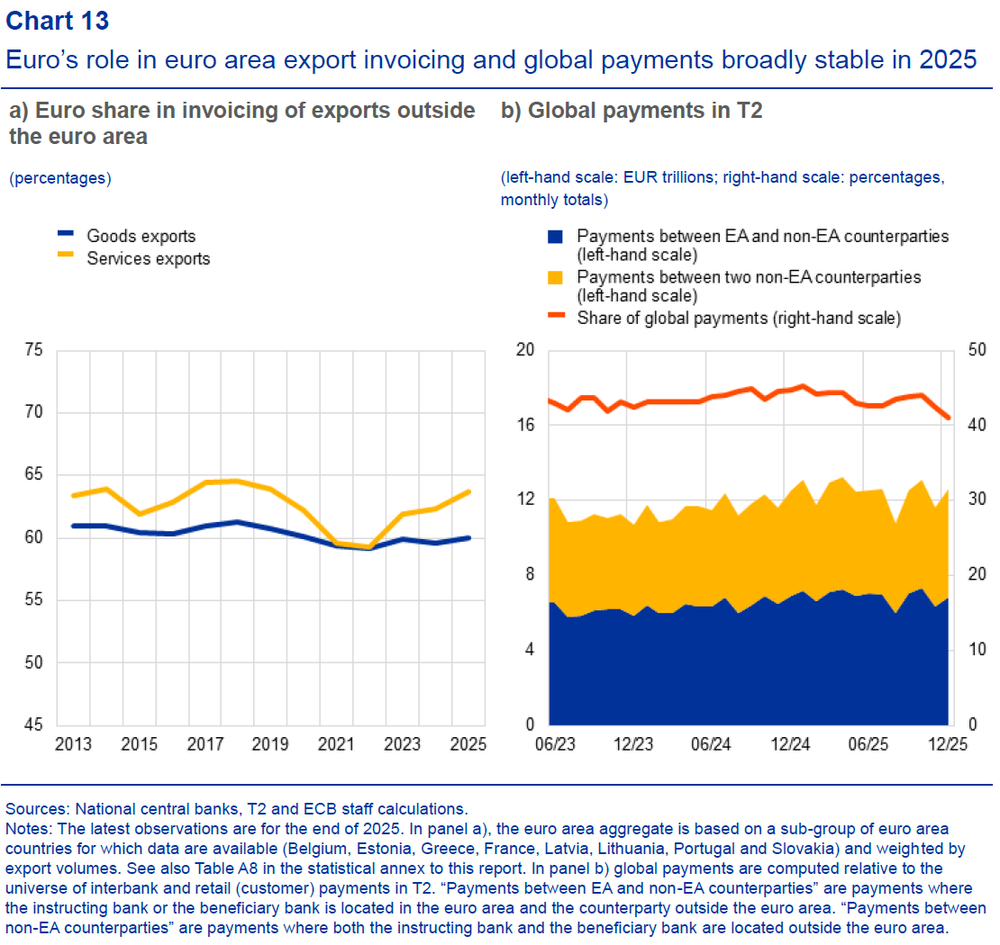 Chart 13
Euro’s role in euro area export invoicing and global payments broadly stable in 2025
a) Euro share in invoicing of exports outside
the euro area
(percentages)
Goods exports
Services exports
75
70
65
60
55
50
45
2013 2015 2017 2019 2021 2023 2025
b) Global payments in T2
(left-hand scale: EUR trillions; right-hand scale: percentages,
monthly totals)
Payments between EA and non-EA counterparties
(left-hand scale)
Payments between two non-EA counterparties
(left-hand scale)
Share of global payments (right-hand scale)
20 50
16 40
12 30
8 20
4 10
0 0
06/23 12/23 06/24 12/24 06/25 12/25
Sources: National central banks, T2 and ECB staff calculations.
Notes: The latest observations are for the end of 2025. In panel a), the euro area aggregate is based on a sub-group of euro area
countries for which data are available (Belgium, Estonia, Greece, France, Latvia, Lithuania, Portugal and Slovakia) and weighted by
export volumes. See also Table A8 in the statistical annex to this report. In panel b) global payments are computed relative to the
universe of interbank and retail (customer) payments in T2. “Payments between EA and non-EA counterparties” are payments where
the instructing bank or the beneficiary bank is located in the euro area and the counterparty outside the euro area. “Payments between
non-EA counterparties” are payments where both the instructing bank and the beneficiary bank are located outside the euro area.